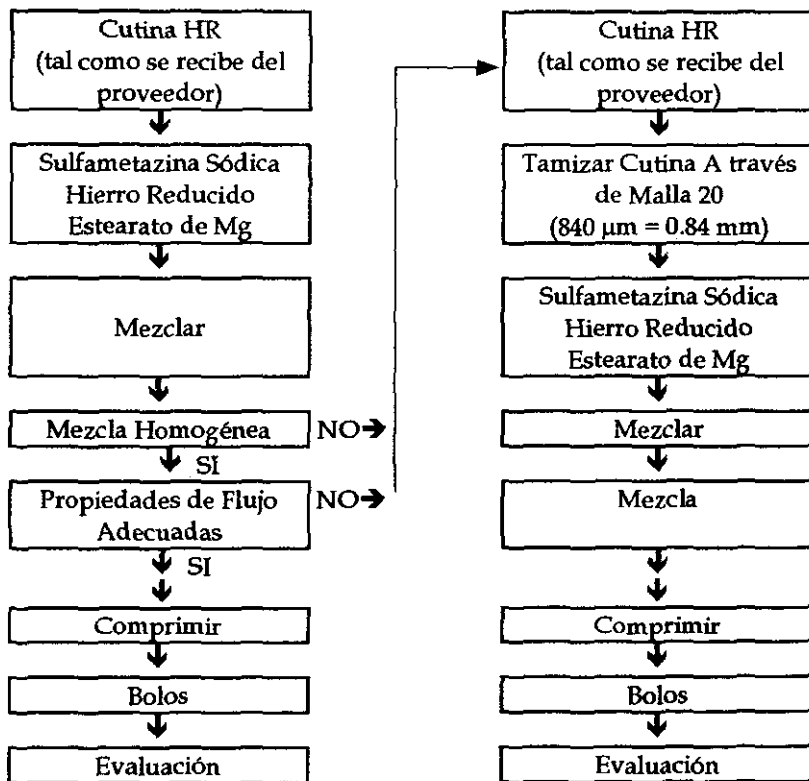 Cutina HR
(tal como se recibe del
proveedor)
Sulfametazina Sódica
Hierro Reducido
Estearato de Mg
Mezclar
Mezcla Homogénea
NO
SI
Propiedades de Flujo
Adecuadas
NO
SI
Comprimir
Bolos
Evaluación
Cutina HR
(tal como se recibe del
proveedor)
Tamizar Cutina A través
de Malla 20
(840 µm = 0.84 mm)
Sulfametazina Sódica
Hierro Reducido
Estearato de Mg
Mezclar
Mezcla
Comprimir
Bolos
Evaluación